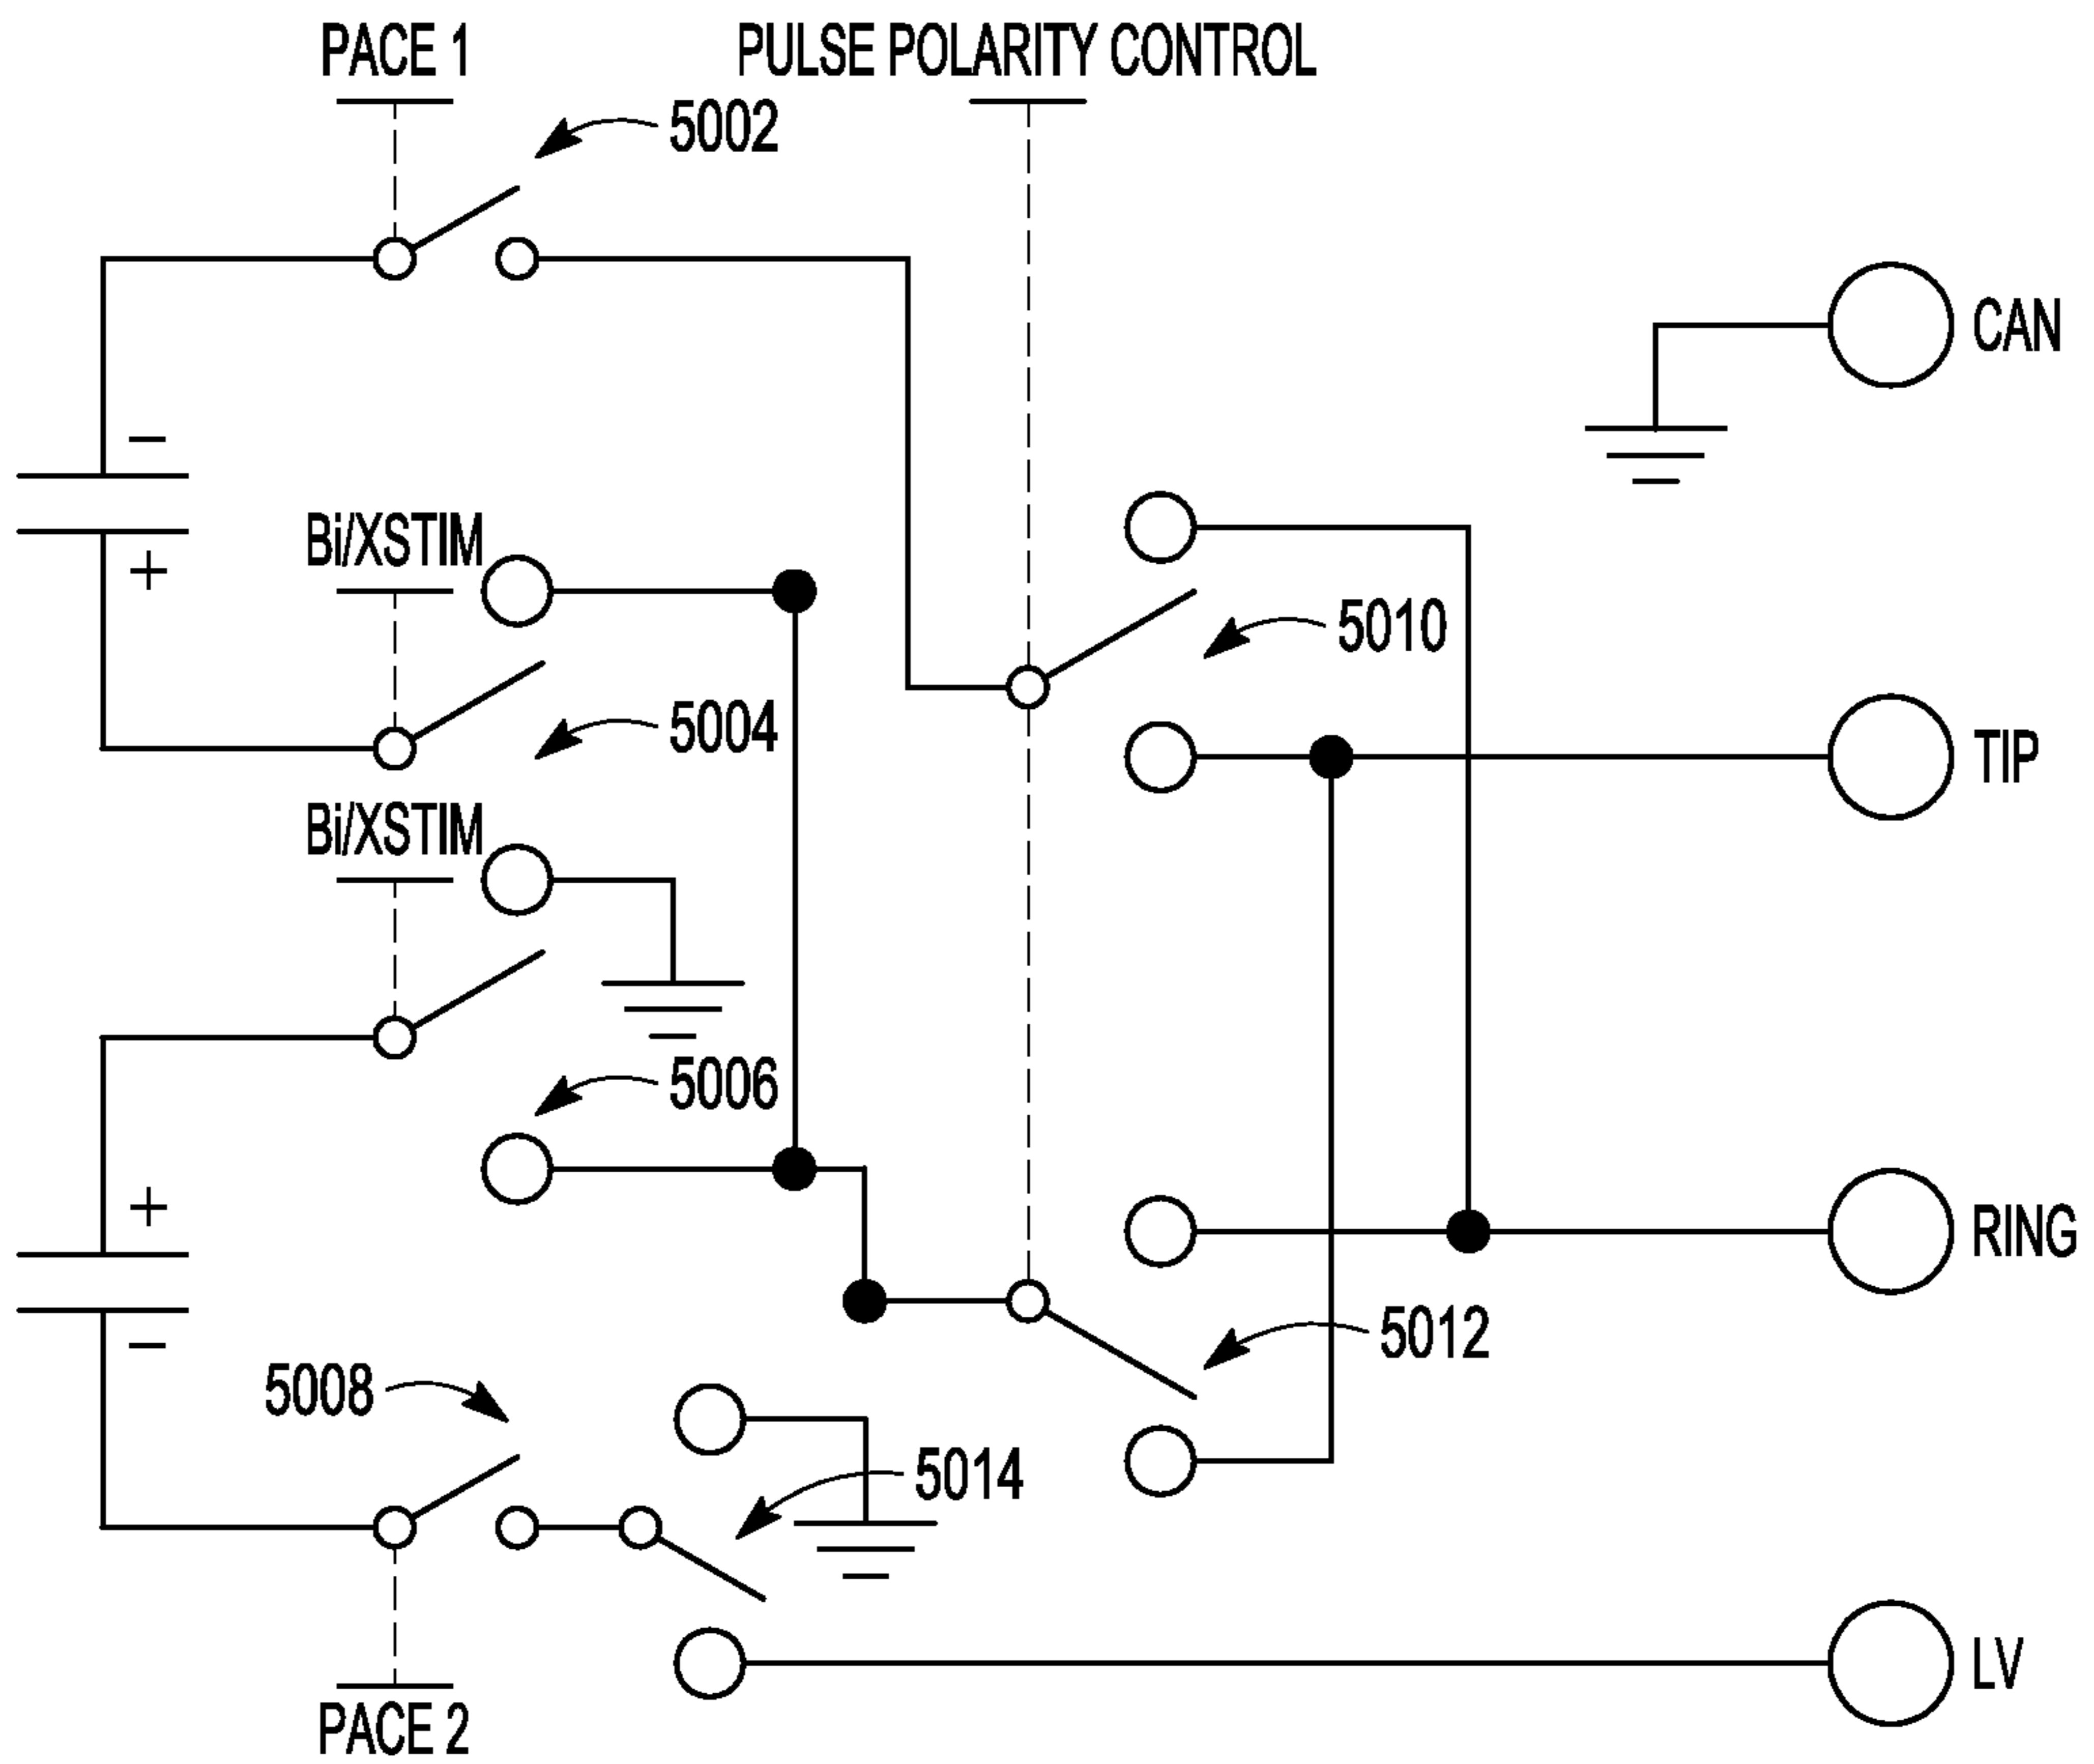 PACE 1
PULSE POLARITY CONTROL
5002
CAN
−
+
Bi/XSTIM
5010
5004
TIP
Bi/XSTIM
5006
+
−
RING
5012
5008
5014
LV
PACE 2